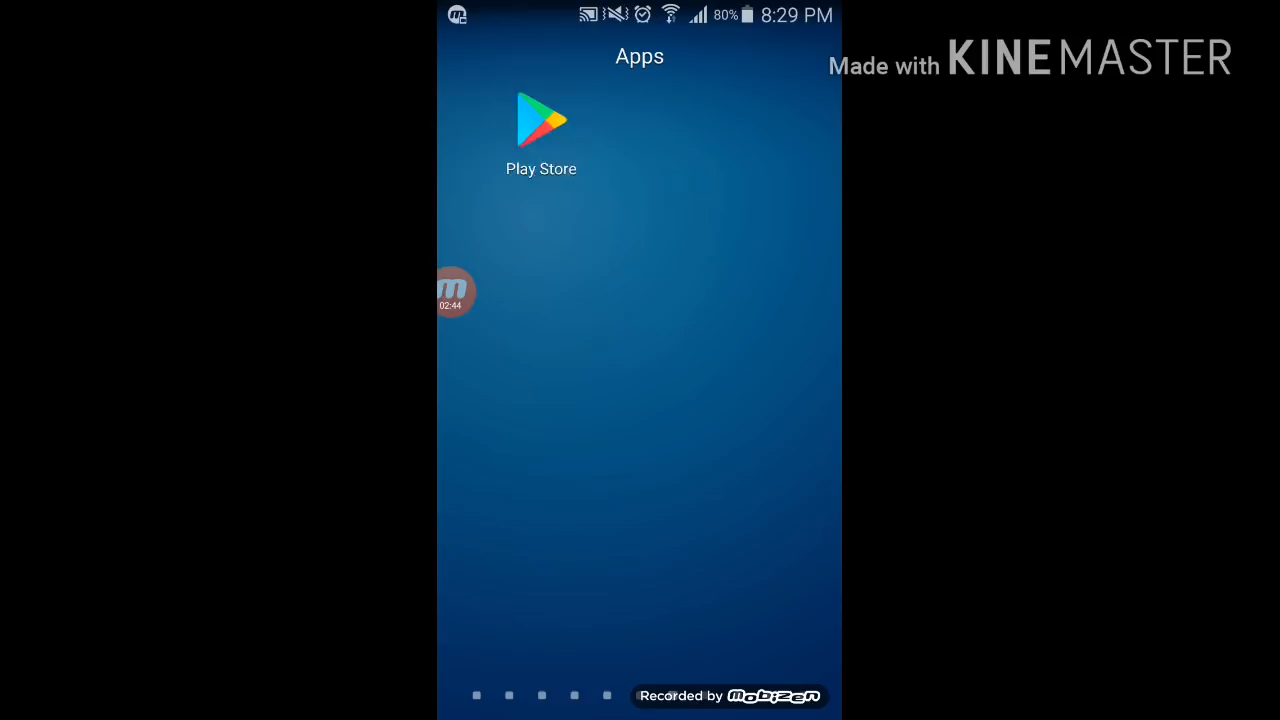 80% 8:29 PM
Apps
Made with KINEMASTER
Play Store
m
02:44
Recorded by mobizen